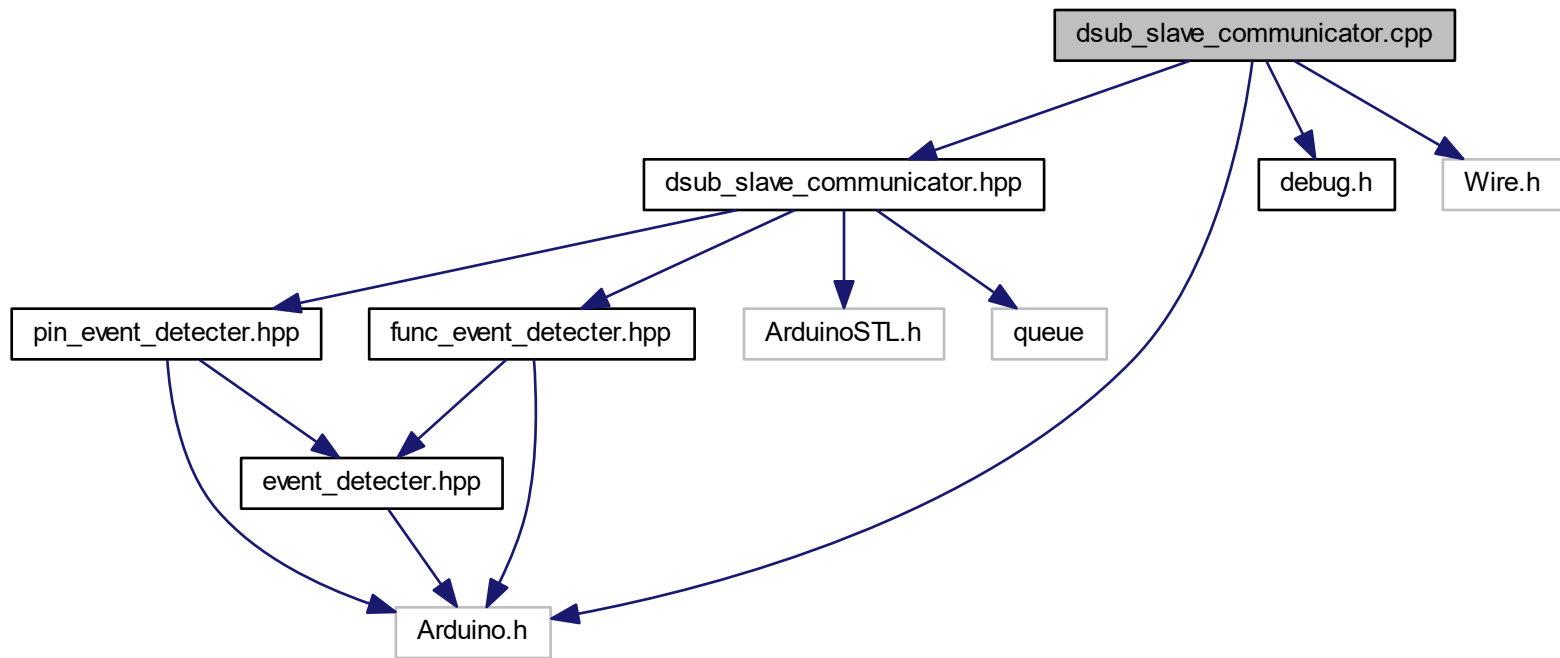 dsub_slave_communicator.cpp
dsub_slave_communicator.hpp
debug.h
Wire.h
pin_event_detecter.hpp
func_event_detecter.hpp
ArduinoSTL.h
queue
event_detecter.hpp
Arduino.h